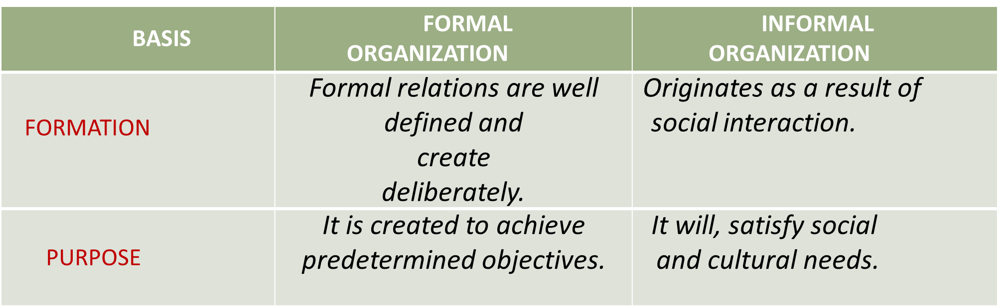 BASIS
FORMAL
ORGANIZATION
INFORMAL
ORGANIZATION
FORMATION
Formal relations are well
defined and
create
deliberately.
Originates as a result of
social interaction.
PURPOSE
It is created to achieve
predetermined objectives.
It will, satisfy social
and cultural needs.